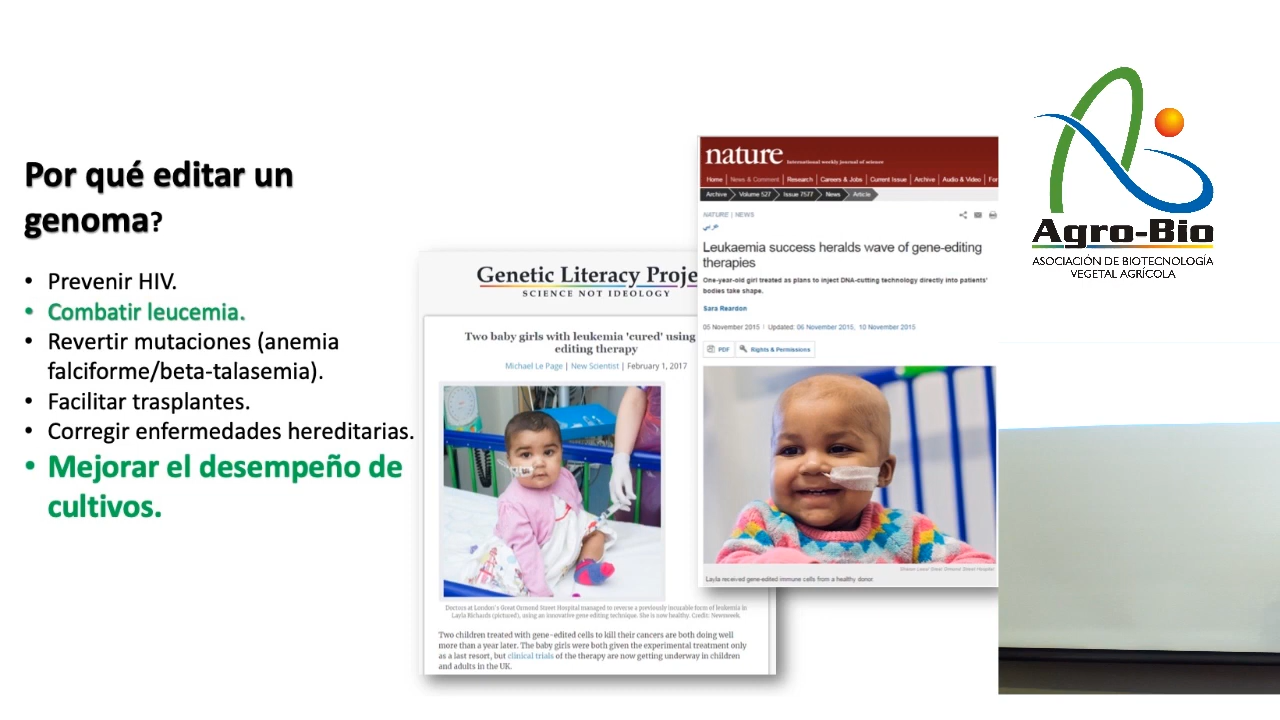 Por qué editar un
genoma?
• Prevenir HIV.
• Combatir leucemia.
• Revertir mutaciones (anemia
falciforme/beta-talasemia).
• Facilitar trasplantes.
• Corregir enfermedades hereditarias.
• Mejorar el desempeño de
cultivos.
Genetic Literacy Proje
SCIENCE NOT IDEOLOGY
Two baby girls with leukemia 'cured' using
editing therapy
Michael Le Page | New Scientist | February 1, 2017
Doctors at London's Great Ormond Street Hospital managed to reverse a previously incurable form of leukemia in
Layla Richards (pictured), using an innovative gene editing technique. She is now healthy. Credit: Newsweek.
Two children treated with gene-edited cells to kill their cancers are both doing well
more than a year later. The baby girls were both given the experimental treatment only
as a last resort, but clinical trials of the therapy are now getting underway in children
and adults in the UK.
nature International weekly journal of science
Home | News & Comment | Research | Careers & Jobs | Current Issue | Archive | Audio & Video | For
Archive Volume 527 Issue 7577 News Article
NATURE | NEWS
عربي
Leukaemia success heralds wave of gene-editing
therapies
One-year-old girl treated as plans to inject DNA-cutting technology directly into patients'
bodies take shape.
Sara Reardon
05 November 2015 | Updated: 06 November 2015, 10 November 2015
PDF Rights & Permissions
Great Ormond Street Hospital
Layla received gene-edited immune cells from a healthy donor.
Agro-Bio
ASOCIACIÓN DE BIOTECNOLOGÍA
VEGETAL AGRÍCOLA